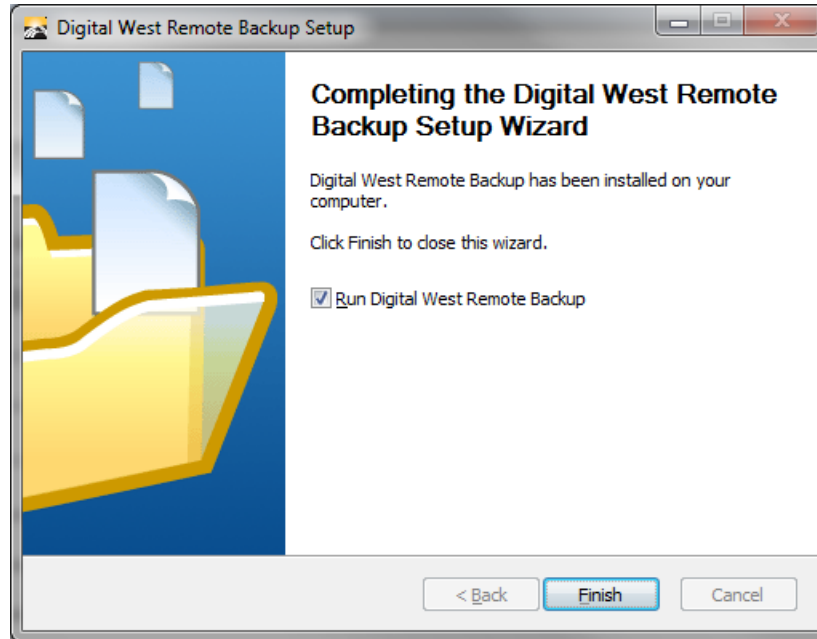 Digital West Remote Backup Setup
Completing the Digital West Remote
Backup Setup Wizard
Digital West Remote Backup has been installed on your
computer.
Click Finish to close this wizard.
Run Digital West Remote Backup
< Back
Finish
Cancel